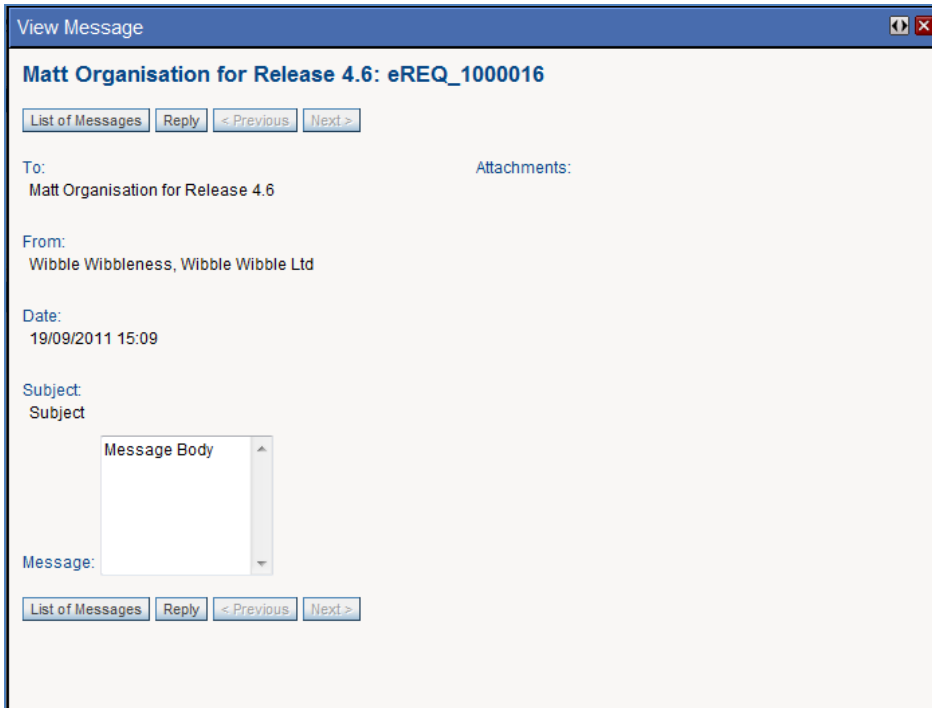 View Message
Matt Organisation for Release 4.6: eREQ_1000016
List of Messages Reply < Previous Next >
To: Attachments:
Matt Organisation for Release 4.6
From:
Wibble Wibbleness, Wibble Wibble Ltd
Date:
19/09/2011 15:09
Subject:
Subject
Message Body
Message:
List of Messages Reply < Previous Next >